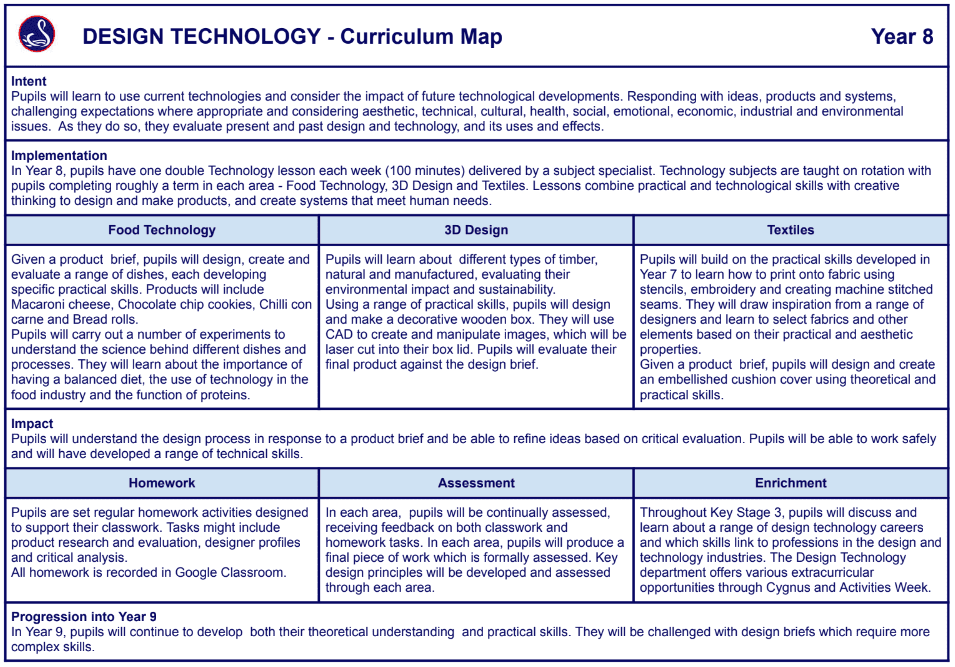 DESIGN TECHNOLOGY - Curriculum Map
Year 8
Intent
Pupils will learn to use current technologies and consider the impact of future technological developments. Responding with ideas, products and systems,
challenging expectations where appropriate and considering aesthetic, technical, cultural, health, social, emotional, economic, industrial and environmental
issues.  As they do so, they evaluate present and past design and technology, and its uses and effects.
Implementation
In Year 8, pupils have one double Technology lesson each week (100 minutes) delivered by a subject specialist. Technology subjects are taught on rotation with
pupils completing roughly a term in each area - Food Technology, 3D Design and Textiles. Lessons combine practical and technological skills with creative
thinking to design and make products, and create systems that meet human needs.
Food Technology
Given a product  brief, pupils will design, create and
evaluate a range of dishes, each developing
specific practical skills. Products will include
Macaroni cheese, Chocolate chip cookies, Chilli con
carne and Bread rolls.
Pupils will carry out a number of experiments to
understand the science behind different dishes and
processes. They will learn about the importance of
having a balanced diet, the use of technology in the
food industry and the function of proteins.
3D Design
Pupils will learn about  different types of timber,
natural and manufactured, evaluating their
environmental impact and sustainability.
Using a range of practical skills, pupils will design
and make a decorative wooden box. They will use
CAD to create and manipulate images, which will be
laser cut into their box lid. Pupils will evaluate their
final product against the design brief.
Textiles
Pupils will build on the practical skills developed in
Year 7 to learn how to print onto fabric using
stencils, embroidery and creating machine stitched
seams. They will draw inspiration from a range of
designers and learn to select fabrics and other
elements based on their practical and aesthetic
properties.
Given a product  brief, pupils will design and create
an embellished cushion cover using theoretical and
practical skills.
Impact
Pupils will understand the design process in response to a product brief and be able to refine ideas based on critical evaluation. Pupils will be able to work safely
and will have developed a range of technical skills.
Homework
Pupils are set regular homework activities designed
to support their classwork. Tasks might include
product research and evaluation, designer profiles
and critical analysis.
All homework is recorded in Google Classroom.
Assessment
In each area,  pupils will be continually assessed,
receiving feedback on both classwork and
homework tasks. In each area, pupils will produce a
final piece of work which is formally assessed. Key
design principles will be developed and assessed
through each area.
Enrichment
Throughout Key Stage 3, pupils will discuss and
learn about a range of design technology careers
and which skills link to professions in the design and
technology industries. The Design Technology
department offers various extracurricular
opportunities through Cygnus and Activities Week.
Progression into Year 9
In Year 9, pupils will continue to develop  both their theoretical understanding  and practical skills. They will be challenged with design briefs which require more
complex skills.